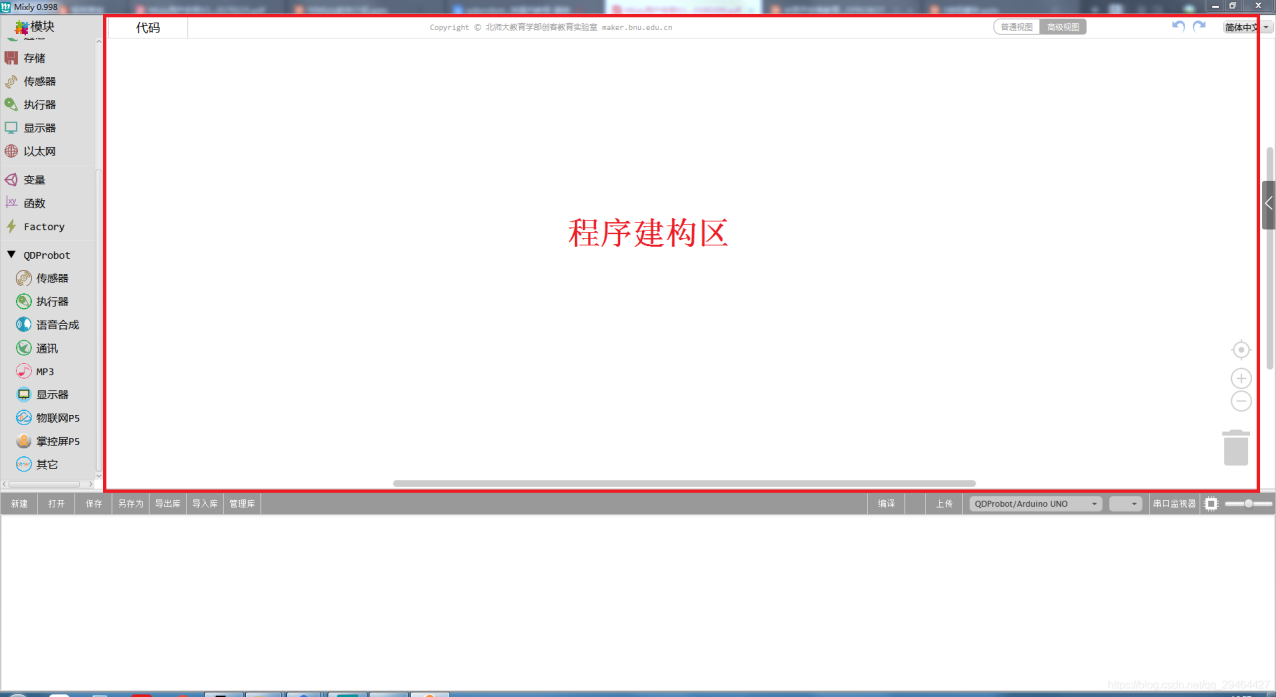 Mixly 0.998
模块
代码
Copyright © 北师大教育学部创客教育实验室 maker.bnu.edu.cn
普通视图
高级视图
简体中文
存储
传感器
执行器
显示器
以太网
变量
函数
Factory
QDProbot
传感器
执行器
语音合成
通讯
MP3
显示器
物联网P5
掌控屏P5
其它
程序建构区
新建 打开 保存 另存为 导出库 导入库 管理库 编译 上传 QDProbot/Arduino UNO 串口监视器
https://blog.csdn.net/qq_29464427